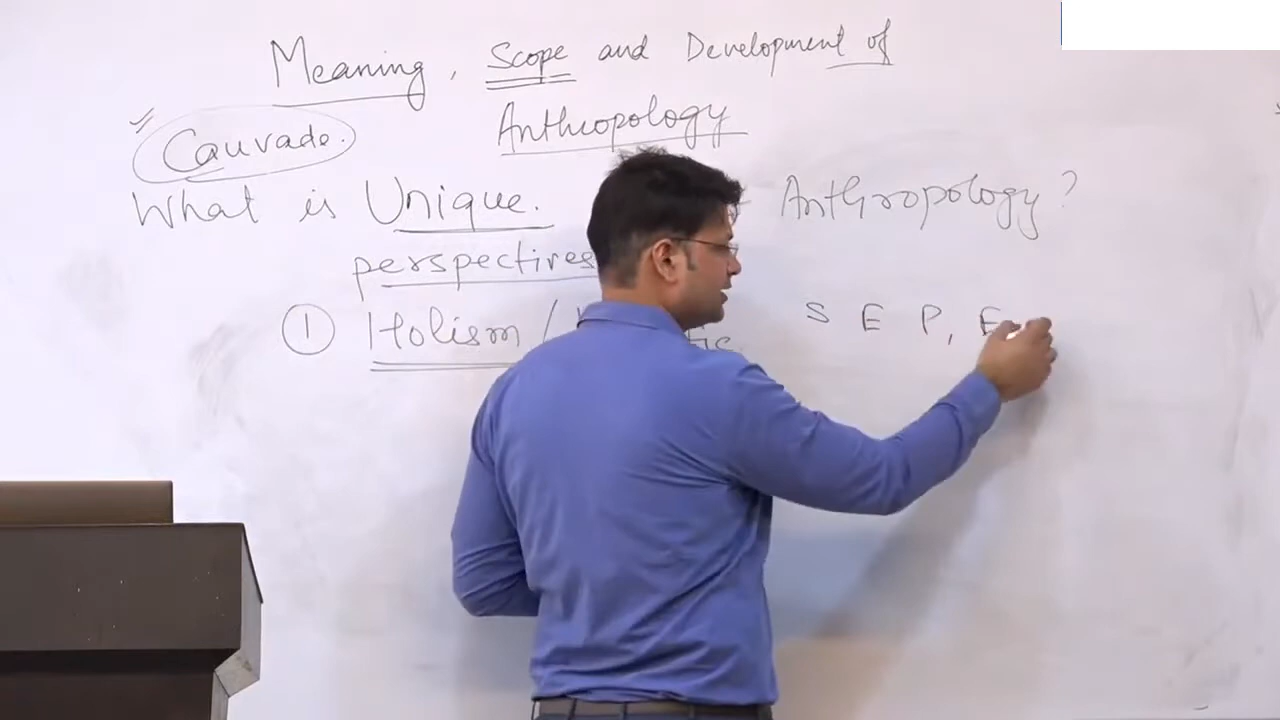 Meaning, Scope and Development of
Anthropology
Cauvade.
What is Unique. Anthropology?
perspectives
① Holism / S E P, E